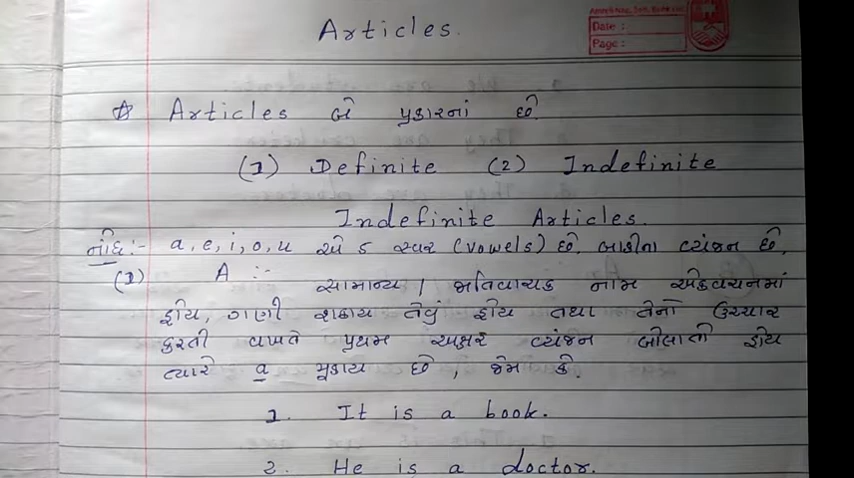 Articles.
Date :
Page :
☆ Articles બે પ્રકારનાં છે.
(1) Definite (2) Indefinite
Indefinite Articles.
નોંધ:- a, e, i, o, u એ 5 સ્વર (vowels) છે. બાકીના વ્યંજન છે.
(1) A :- સામાન્ય / જાતિવાચક નામ એકવચનમાં
હોય, ગણી શકાય તેવું હોય તથા તેનો ઉચ્ચાર
કરતી વખતે પ્રથમ અક્ષર વ્યંજન બોલાતો હોય
ત્યારે a મૂકાય છે, જેમ કે.
1. It is a book.
2. He is a doctor.